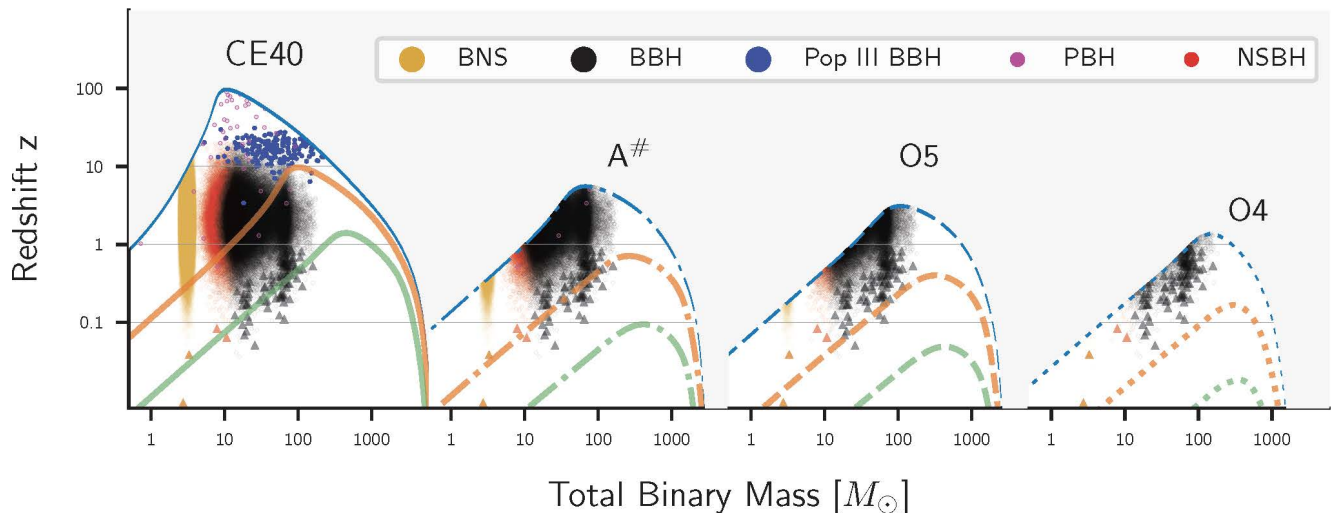 CE40
BNS BBH Pop III BBH PBH NSBH
A# O5 O4
Redshift z
100
10
1
0.1
1 10 100 1000 1 10 100 1000 1 10 100 1000 1 10 100 1000
Total Binary Mass [M⊙]